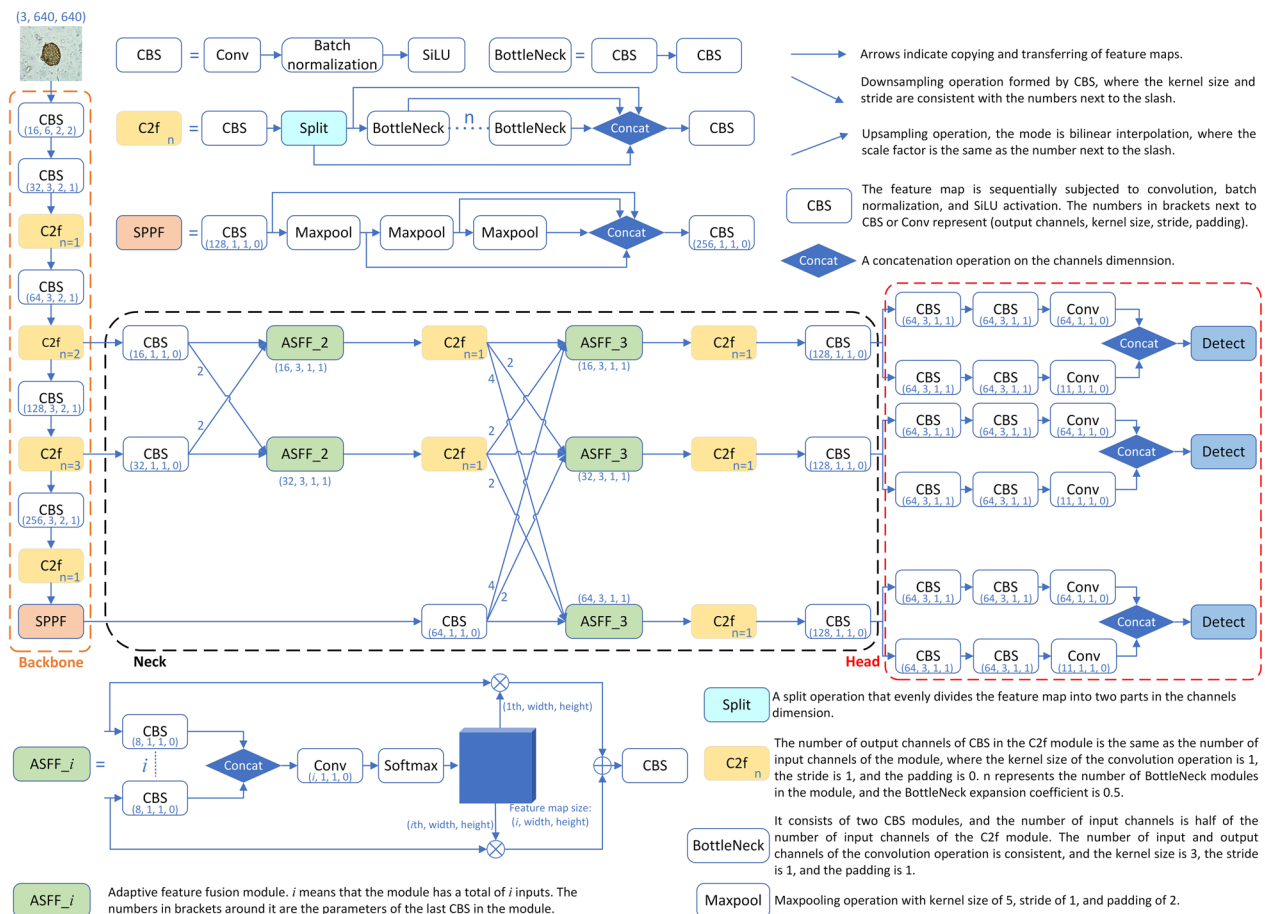 (3, 640, 640)
CBS
=
Conv
Batch
normalization
SiLU
BottleNeck
=
CBS
CBS
Arrows indicate copying and transferring of feature maps.
Downsampling operation formed by CBS, where the kernel size and
stride are consistent with the numbers next to the slash.
Upsampling operation, the mode is bilinear interpolation, where the
scale factor is the same as the number next to the slash.
C2f
n
=
CBS
Split
BottleNeck
n
BottleNeck
Concat
CBS
CBS
The feature map is sequentially subjected to convolution, batch
normalization, and SiLU activation. The numbers in brackets next to
CBS or Conv represent (output channels, kernel size, stride, padding).
SPPF
=
CBS
(128, 1, 1, 0)
Maxpool
Maxpool
Maxpool
Concat
CBS
(256, 1, 1, 0)
Concat
A concatenation operation on the channels dimennsion.
CBS
(16, 6, 2, 2)
CBS
(32, 3, 2, 1)
C2f
n=1
CBS
(64, 3, 2, 1)
C2f
n=2
CBS
(128, 3, 2, 1)
C2f
n=3
CBS
(256, 3, 2, 1)
C2f
n=1
SPPF
Backbone
CBS
(16, 1, 1, 0)
2
ASFF_2
(16, 3, 1, 1)
C2f
n=1
2
4
ASFF_3
(16, 3, 1, 1)
C2f
n=1
CBS
(128, 1, 1, 0)
CBS
(32, 1, 1, 0)
2
ASFF_2
(32, 3, 1, 1)
C2f
n=1
2
2
ASFF_3
(32, 3, 1, 1)
C2f
n=1
CBS
(128, 1, 1, 0)
CBS
(64, 1, 1, 0)
4
2
(64, 3, 1, 1)
ASFF_3
C2f
n=1
CBS
(128, 1, 1, 0)
Neck
Head
CBS
(64, 3, 1, 1)
CBS
(64, 3, 1, 1)
Conv
(64, 1, 1, 0)
Concat
Detect
CBS
(64, 3, 1, 1)
CBS
(64, 3, 1, 1)
Conv
(11, 1, 1, 0)
CBS
(64, 3, 1, 1)
CBS
(64, 3, 1, 1)
Conv
(64, 1, 1, 0)
Concat
Detect
CBS
(64, 3, 1, 1)
CBS
(64, 3, 1, 1)
Conv
(11, 1, 1, 0)
CBS
(64, 3, 1, 1)
CBS
(64, 3, 1, 1)
Conv
(64, 1, 1, 0)
Concat
Detect
CBS
(64, 3, 1, 1)
CBS
(64, 3, 1, 1)
Conv
(11, 1, 1, 0)
ASFF_i
=
CBS
(8, 1, 1, 0)
i
CBS
(8, 1, 1, 0)
Concat
Conv
(i, 1, 1, 0)
Softmax
(1th, width, height)
(ith, width, height)
Feature map size:
(i, width, height)
CBS
ASFF_i
Adaptive feature fusion module. i means that the module has a total of i inputs. The
numbers in brackets around it are the parameters of the last CBS in the module.
Split
A split operation that evenly divides the feature map into two parts in the channels
dimension.
C2f
n
The number of output channels of CBS in the C2f module is the same as the number of
input channels of the module, where the kernel size of the convolution operation is 1,
the stride is 1, and the padding is 0. n represents the number of BottleNeck modules
in the module, and the BottleNeck expansion coefficient is 0.5.
BottleNeck
It consists of two CBS modules, and the number of input channels is half of the
number of input channels of the C2f module. The number of input and output
channels of the convolution operation is consistent, and the kernel size is 3, the stride
is 1, and the padding is 1.
Maxpool
Maxpooling operation with kernel size of 5, stride of 1, and padding of 2.